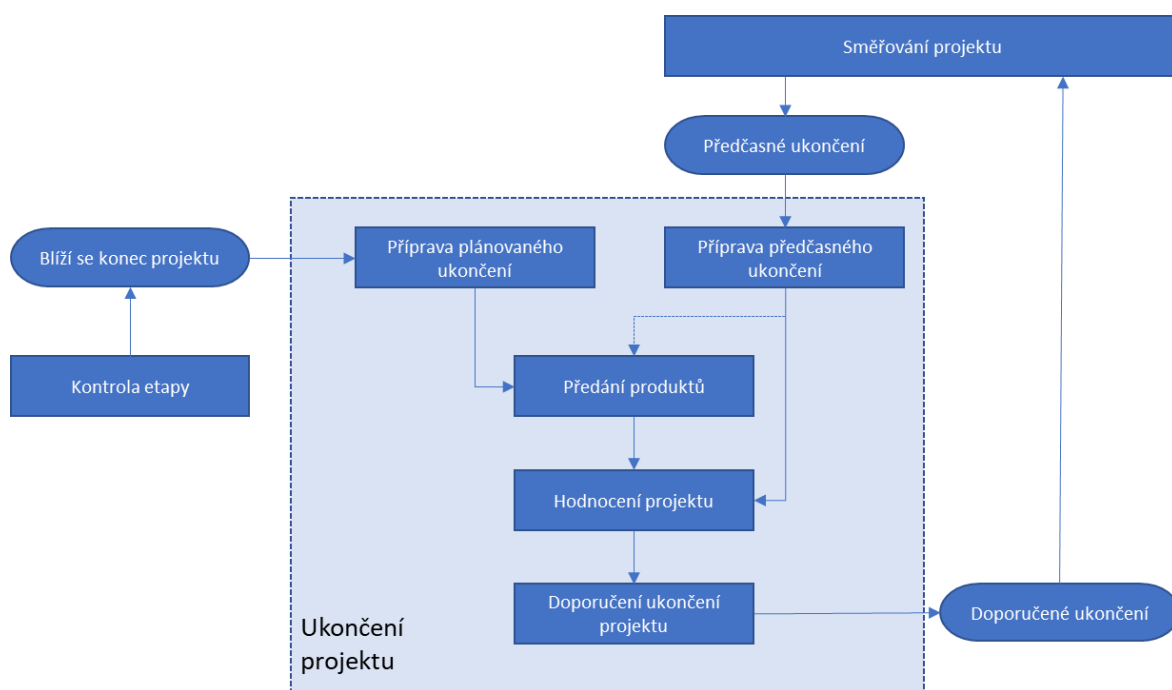 Směřování projektu
Předčasné ukončení
Blíží se konec projektu
Příprava plánovaného
ukončení
Příprava předčasného
ukončení
Kontrola etapy
Předání produktů
Hodnocení projektu
Doporučení ukončení
projektu
Doporučené ukončení
Ukončení
projektu